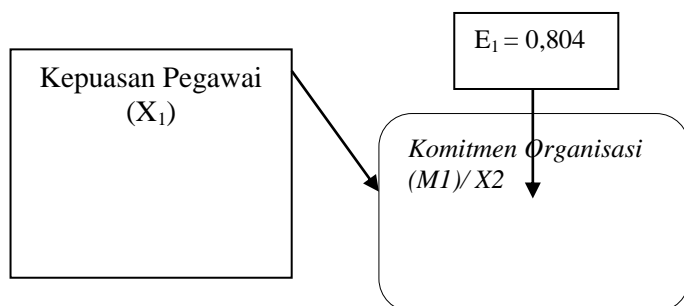 E₁ = 0,804
Kepuasan Pegawai
(X₁)
Komitmen Organisasi
(M1)/ X2